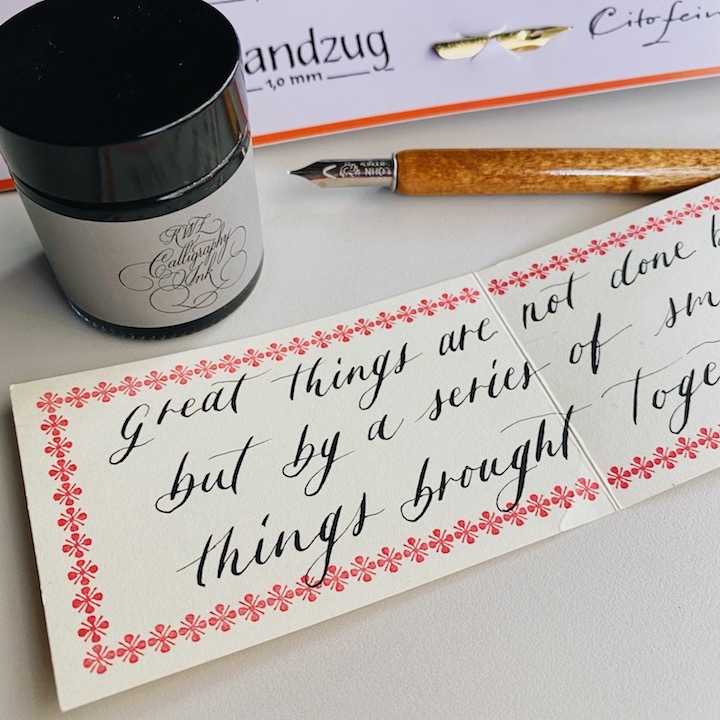 andzug
1,0 mm
Citofein
KWZ
Calligraphy
Ink
Great things are not done b
but by a series of sm
things brought toge